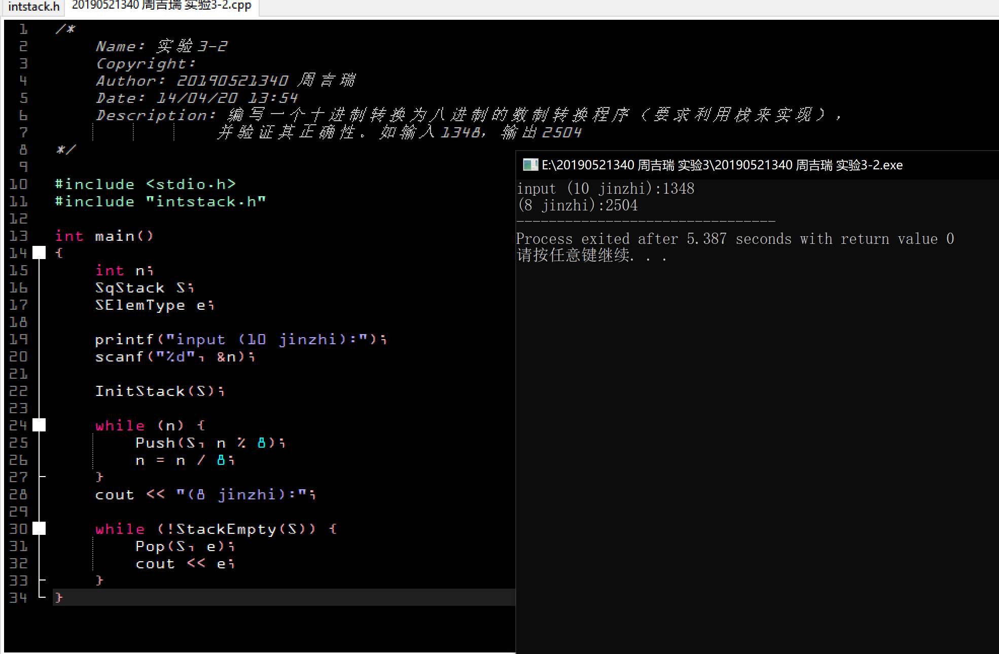 intstack.h 20190521340 周吉瑞 实验3-2.cpp
1 /*
2 Name: 实验3-2
3 Copyright:
4 Author: 20190521340 周吉瑞
5 Date: 14/04/20 13:54
6 Description: 编写一个十进制转换为八进制的数制转换程序（要求利用栈来实现），
7 并验证其正确性。如输入1348，输出2504
8 */
9
10 #include <stdio.h>
11 #include "intstack.h"
12
13 int main()
14 {
15 int n;
16 SqStack S;
17 SElemType e;
18
19 printf("input (10 jinzhi):");
20 scanf("%d", &n);
21
22 InitStack(S);
23
24 while (n) {
25 Push(S, n % 8);
26 n = n / 8;
27 }
28 cout << "(8 jinzhi):";
29
30 while (!StackEmpty(S)) {
31 Pop(S, e);
32 cout << e;
33 }
34 }
E:\20190521340 周吉瑞 实验3\20190521340 周吉瑞 实验3-2.exe
input (10 jinzhi):1348
(8 jinzhi):2504
--------------------------------
Process exited after 5.387 seconds with return value 0
请按任意键继续. . .